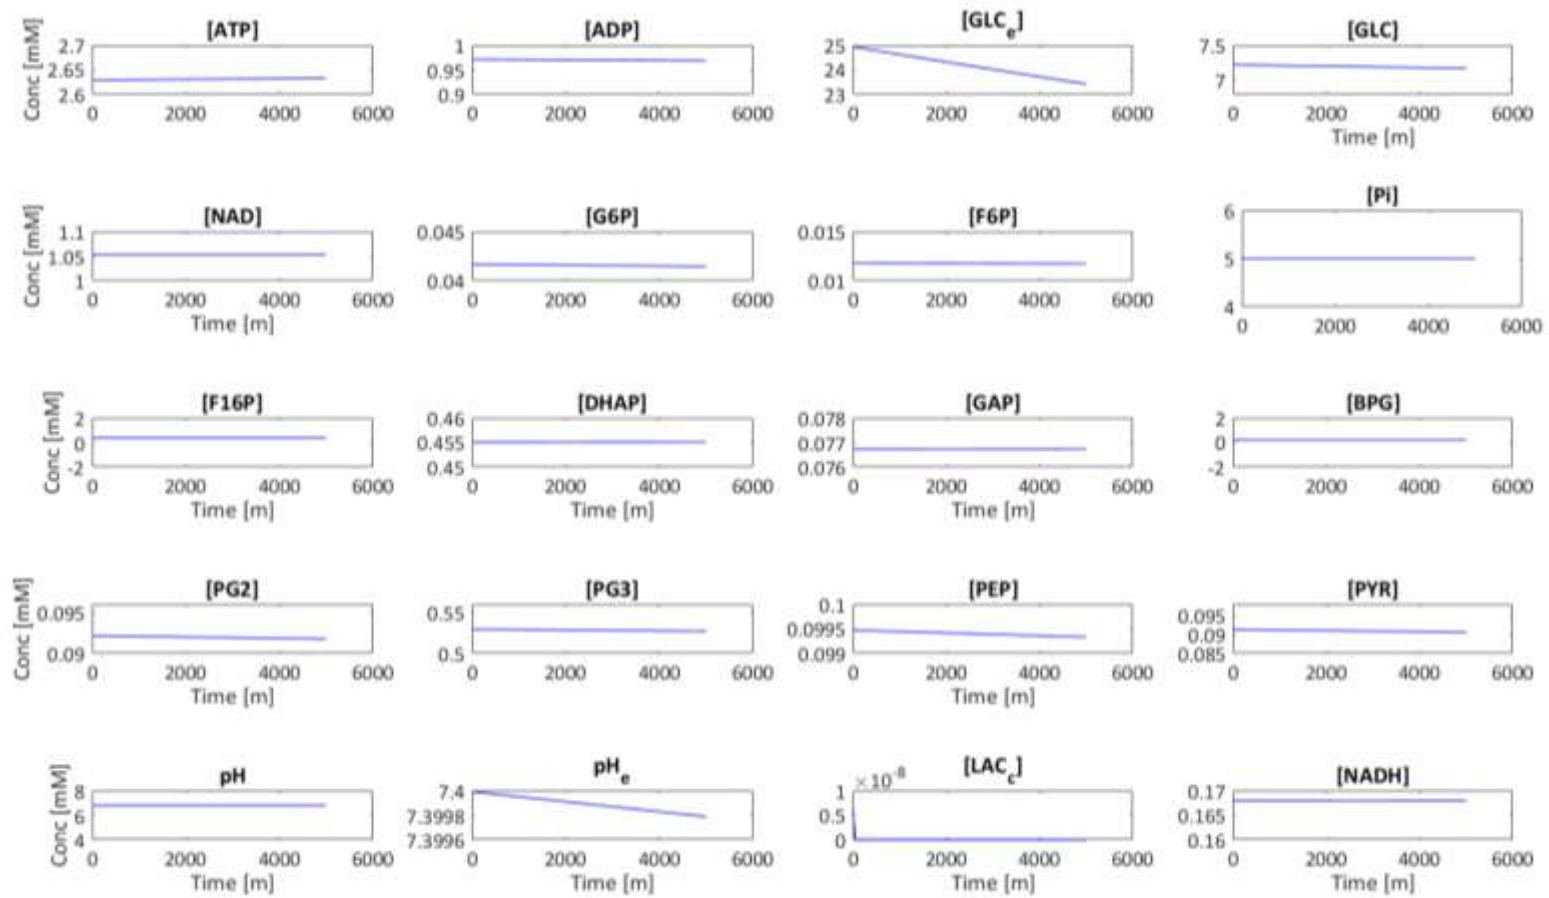 [ATP]
Conc [mM]
2.7
2.65
2.6
0 2000 4000 6000
[ADP]
1
0.95
0.9
0 2000 4000 6000
[GLCe]
25
24
23
0 2000 4000 6000
[GLC]
7.5
7
0 2000 4000 6000
Time [m]
[NAD]
Conc [mM]
1.1
1.05
1
0 2000 4000 6000
Time [m]
[G6P]
0.045
0.04
0 2000 4000 6000
[F6P]
0.015
0.01
0 2000 4000 6000
[Pi]
6
5
4
0 2000 4000 6000
[F16P]
Conc [mM]
2
0
-2
0 2000 4000 6000
Time [m]
[DHAP]
0.46
0.455
0.45
0 2000 4000 6000
Time [m]
[GAP]
0.078
0.077
0.076
0 2000 4000 6000
Time [m]
[BPG]
2
0
-2
0 2000 4000 6000
[PG2]
Conc [mM]
0.095
0.09
0 2000 4000 6000
Time [m]
[PG3]
0.55
0.5
0 2000 4000 6000
Time [m]
[PEP]
0.1
0.0995
0.099
0 2000 4000 6000
Time [m]
[PYR]
0.095
0.09
0.085
0 2000 4000 6000
Time [m]
pH
Conc [mM]
8
6
4
0 2000 4000 6000
Time [m]
pHe
7.4
7.3998
7.3996
0 2000 4000 6000
Time [m]
[LACc]
×10-8
1
0.5
0
0 2000 4000 6000
Time [m]
[NADH]
0.17
0.165
0.16
0 2000 4000 6000
Time [m]